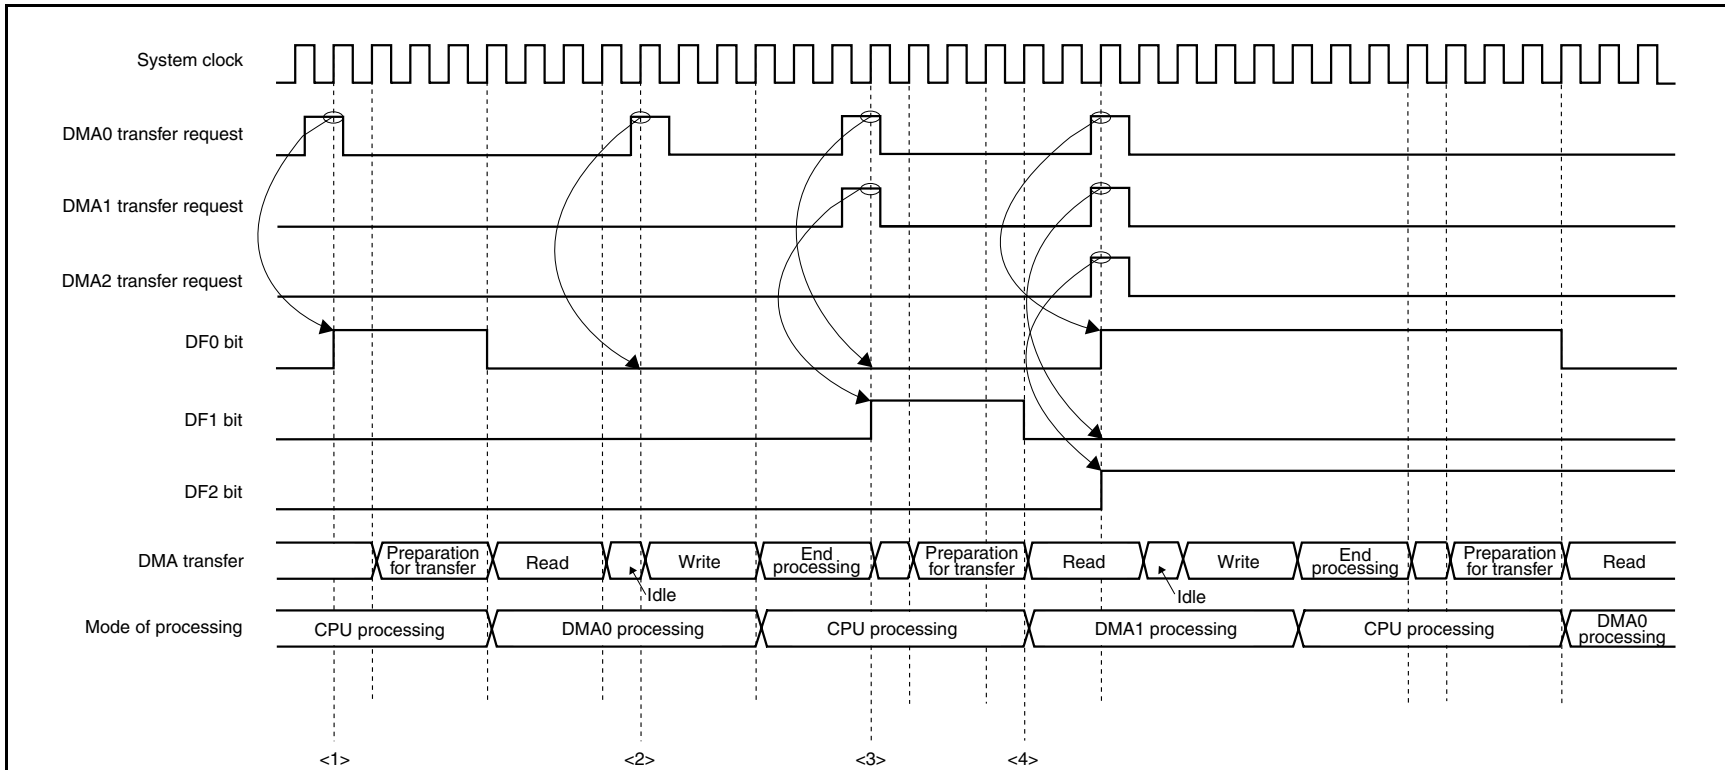 System clock
DMA0 transfer request
DMA1 transfer request
DMA2 transfer request
DF0 bit
DF1 bit
DF2 bit
DMA transfer
Preparation
for transfer
Read
Idle
Write
End
processing
Preparation
for transfer
Read
Idle
Write
End
processing
Preparation
for transfer
Read
Mode of processing
CPU processing
DMA0 processing
CPU processing
DMA1 processing
CPU processing
DMA0
processing
<1>
<2>
<3>
<4>